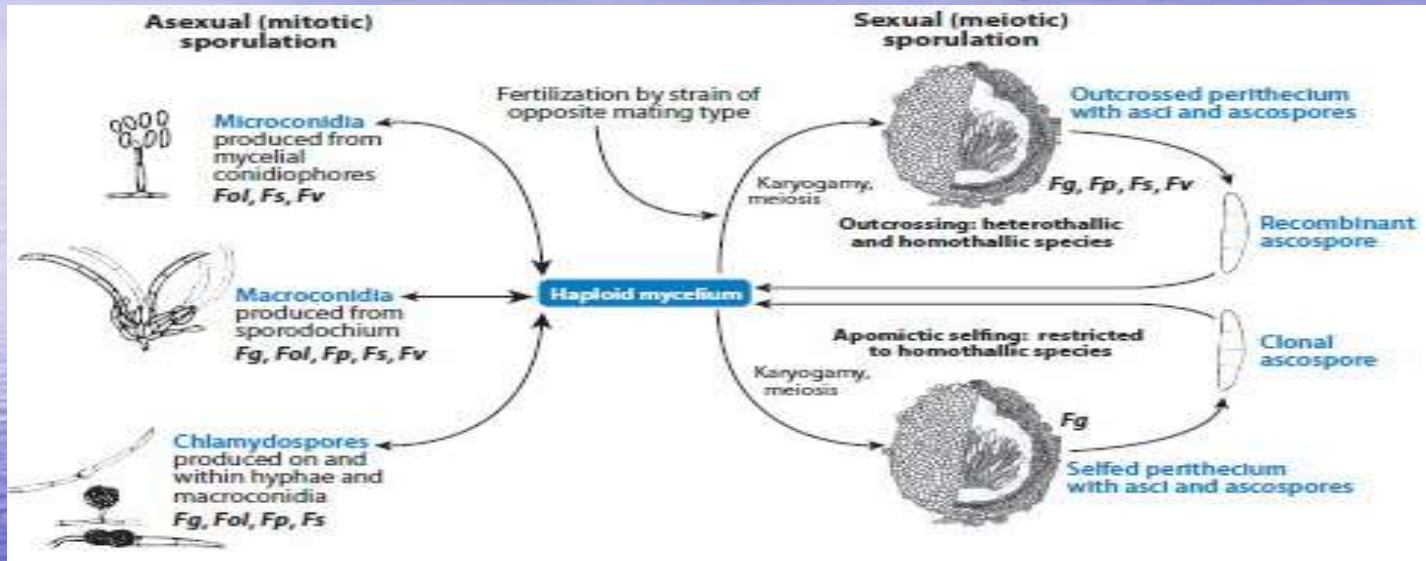 Asexual (mitotic)
sporulation
Microconidia
produced from
mycelial
conidiophores
Fol, Fs, Fv
Macroconidia
produced from
sporodochium
Fg, Fol, Fp, Fs, Fv
Chlamydospores
produced on and
within hyphae and
macroconidia
Fg, Fol, Fp, Fs
Fertilization by strain of
opposite mating type
Haploid mycelium
Sexual (meiotic)
sporulation
Outcrossed perithecium
with asci and ascospores
Karyogamy,
meiosis
Fg, Fp, Fs, Fv
Outcrossing: heterothallic
and homothallic species
Recombinant
ascospore
Apomictic selfing: restricted
to homothallic species
Clonal
ascospore
Karyogamy,
meiosis
Fg
Selfed perithecium
with asci and ascospores